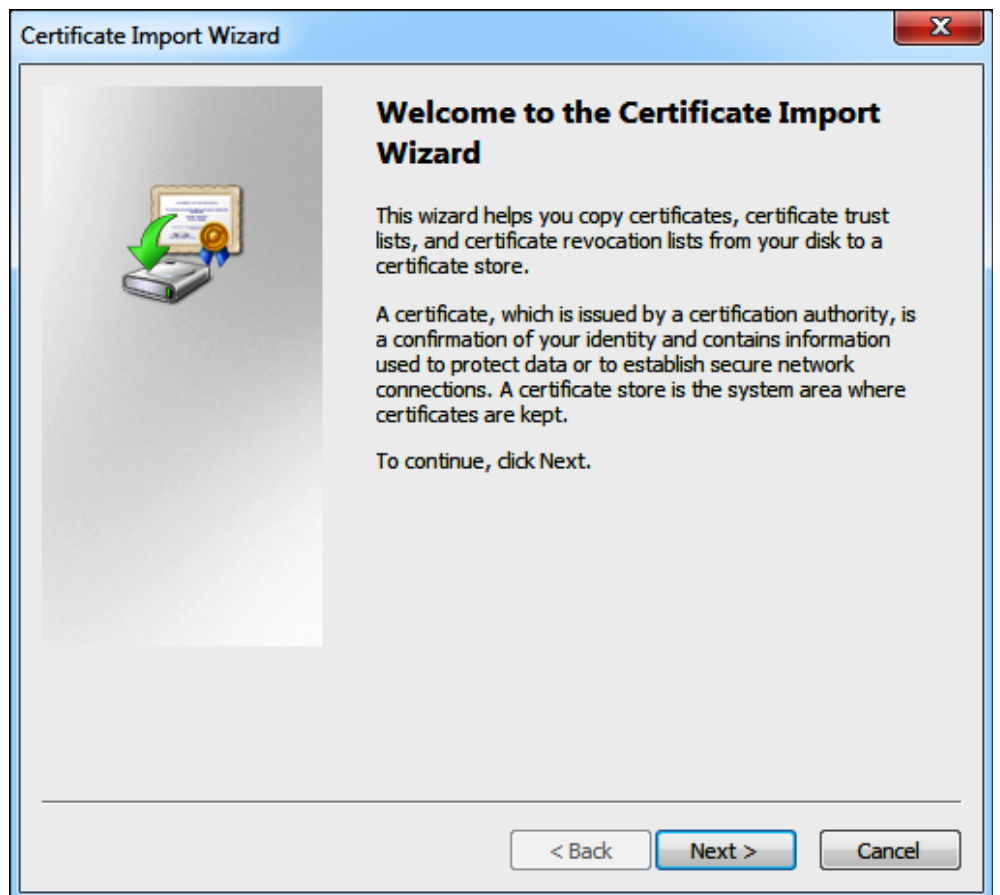 Certificate Import Wizard
Welcome to the Certificate Import
Wizard
This wizard helps you copy certificates, certificate trust
lists, and certificate revocation lists from your disk to a
certificate store.
A certificate, which is issued by a certification authority, is
a confirmation of your identity and contains information
used to protect data or to establish secure network
connections. A certificate store is the system area where
certificates are kept.
To continue, click Next.
< Back Next > Cancel